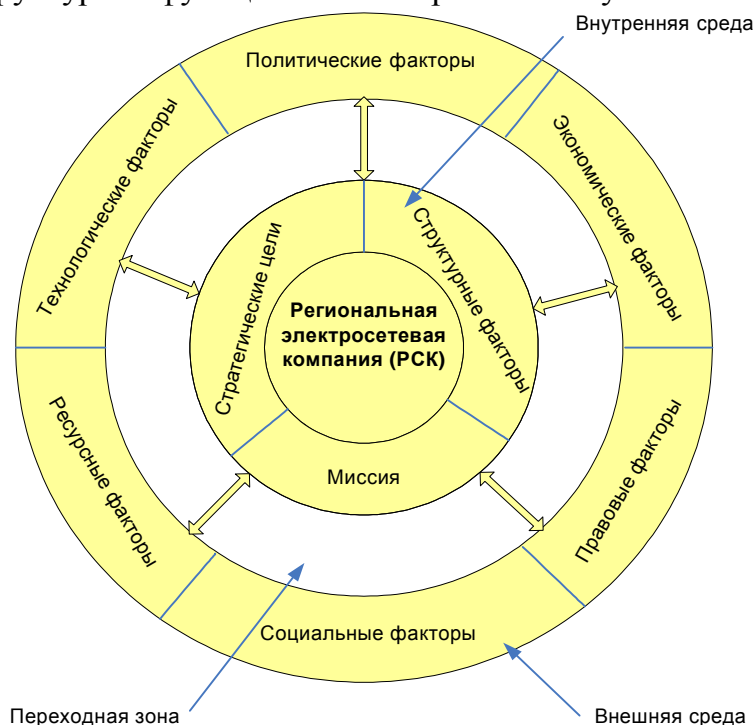 Внутренняя среда
Политические факторы
Экономические факторы
Технологические факторы
Стратегические цели
Структурные факторы
Региональная
электросетевая
компания (РСК)
Миссия
Ресурсные факторы
Правовые факторы
Социальные факторы
Переходная зона
Внешняя среда